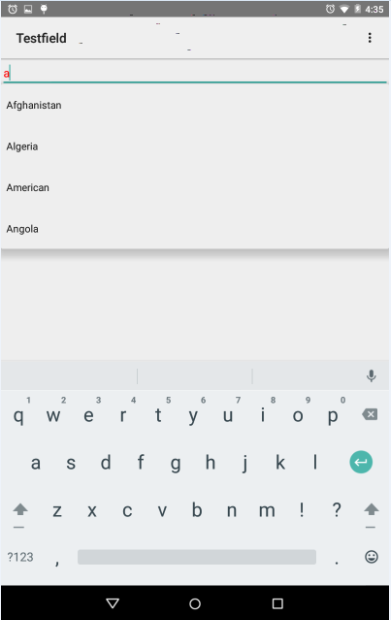 4:35
Testfield
a
Afghanistan
Algeria
American
Angola
1 2 3 4 5 6 7 8 9 0
q w e r t y u i o p
a s d f g h j k l
z x c v b n m ! ?
?123 , .